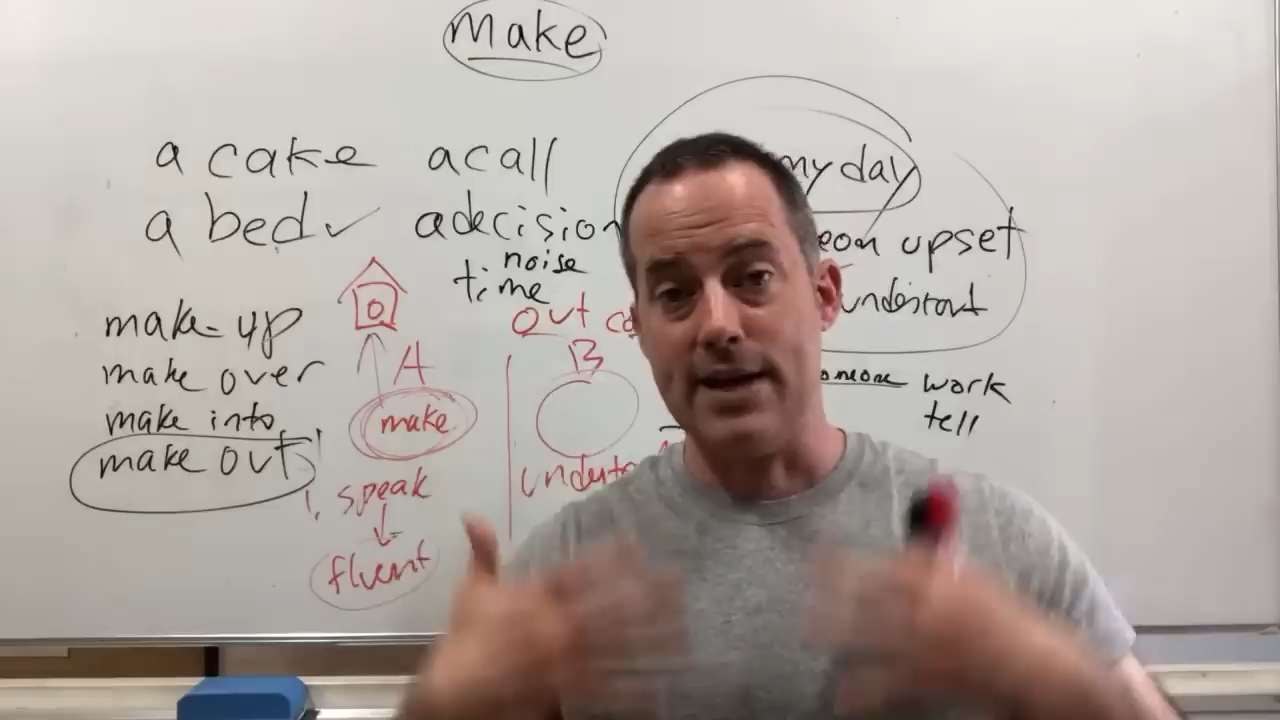 make
a cake a call
my day
a bed ✓ a decision
upset
noise
time
make-up
out
make over
A
B
make into
make
make out
work
tell
speak
fluent